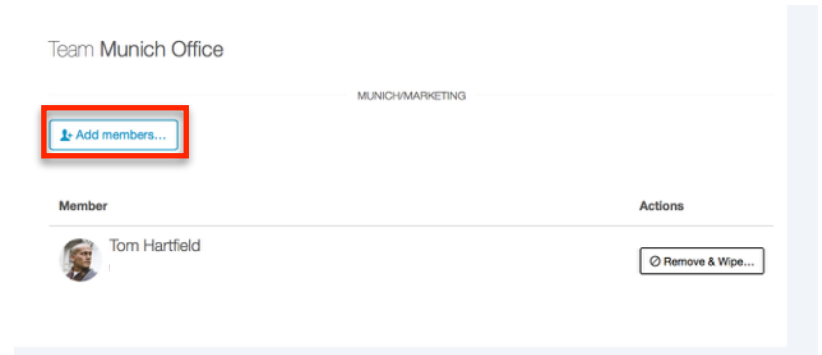 Team Munich Office
MUNICH/MARKETING
Add members...
Member Actions
Tom Hartfield
Remove & Wipe...